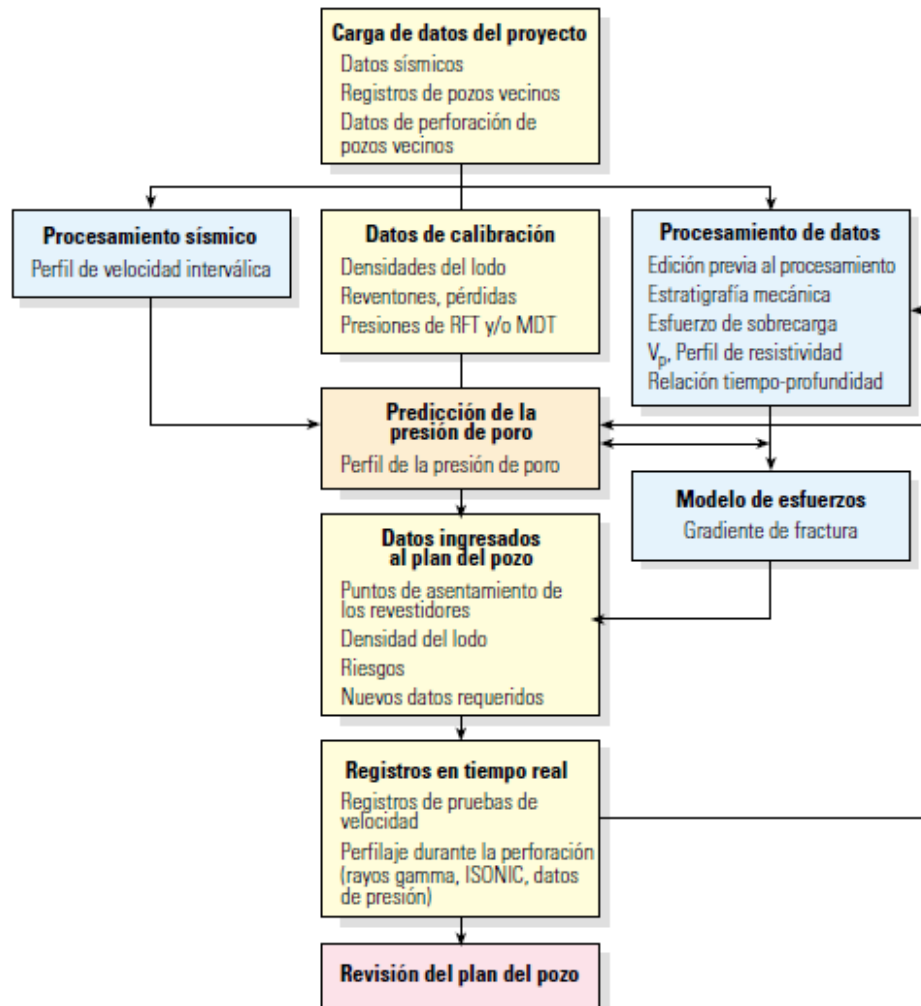 Carga de datos del proyecto
Datos sísmicos
Registros de pozos vecinos
Datos de perforación de
pozos vecinos
Procesamiento sísmico
Perfil de velocidad interválica
Datos de calibración
Densidades del lodo
Reventones, pérdidas
Presiones de RFT y/o MDT
Procesamiento de datos
Edición previa al procesamiento
Estratigrafía mecánica
Esfuerzo de sobrecarga
Vp, Perfil de resistividad
Relación tiempo-profundidad
Predicción de la
presión de poro
Perfil de la presión de poro
Modelo de esfuerzos
Gradiente de fractura
Datos ingresados
al plan del pozo
Puntos de asentamiento de
los revestidores
Densidad del lodo
Riesgos
Nuevos datos requeridos
Registros en tiempo real
Registros de pruebas de
velocidad
Perfilaje durante la perforación
(rayos gamma, ISONIC, datos
de presión)
Revisión del plan del pozo